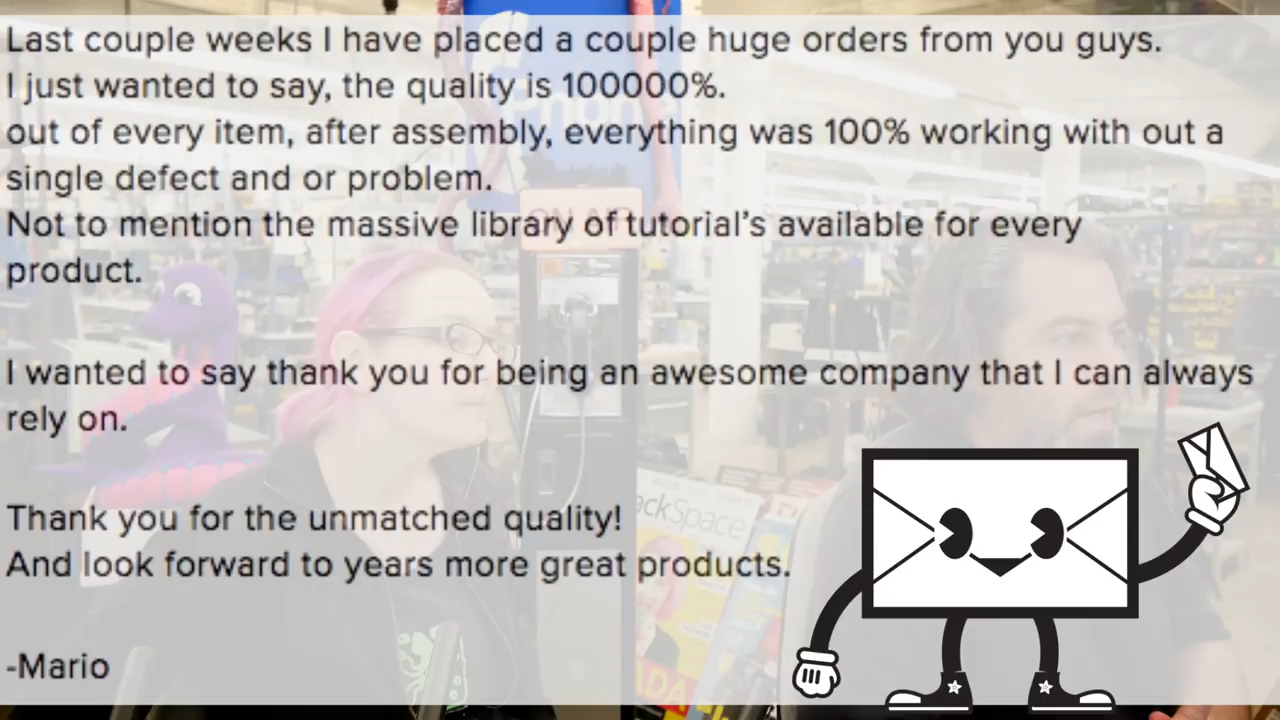 Last couple weeks I have placed a couple huge orders from you guys.
I just wanted to say, the quality is 100000%.
out of every item, after assembly, everything was 100% working with out a
single defect and or problem.
Not to mention the massive library of tutorial’s available for every
product.
I wanted to say thank you for being an awesome company that I can always
rely on.
Thank you for the unmatched quality!
And look forward to years more great products.
-Mario
ON AIR
ackSpace
ADA